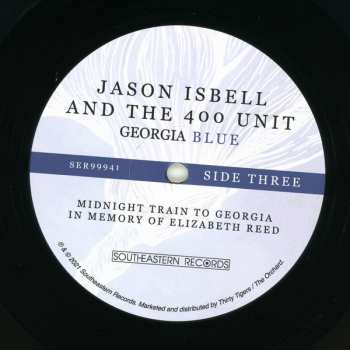 JASON ISBELL
AND THE 400 UNIT
GEORGIA BLUE
SER99941
SIDE THREE
MIDNIGHT TRAIN TO GEORGIA
IN MEMORY OF ELIZABETH REED
SOUTHEASTERN RECORDS
℗ & © 2021 Southeastern Records. Marketed and distributed by Thirty Tigers / The Orchard.